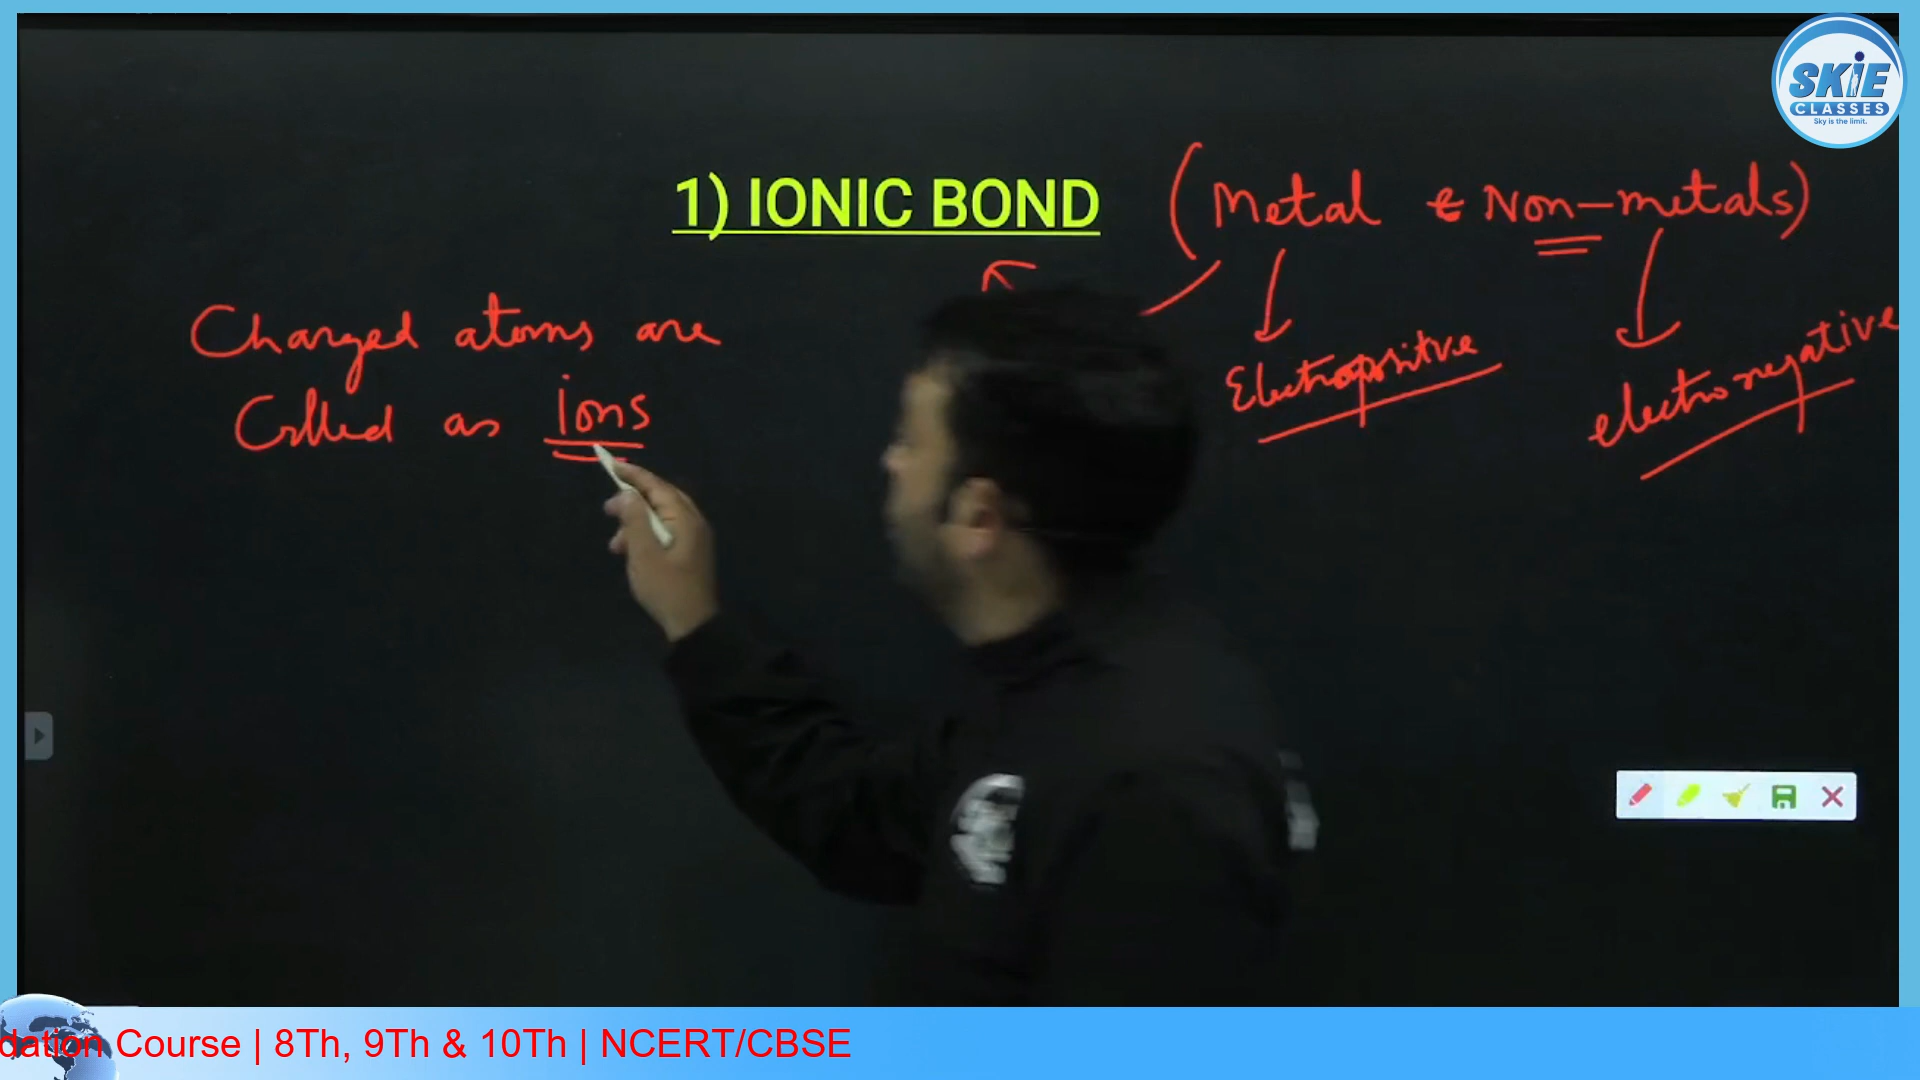 SKIE
CLASSES
Sky is the limit.
1) IONIC BOND (Metal & Non-metals)
Charged atoms are
Called as ions
Electropositive
electronegative
dation Course | 8Th, 9Th & 10Th | NCERT/CBSE